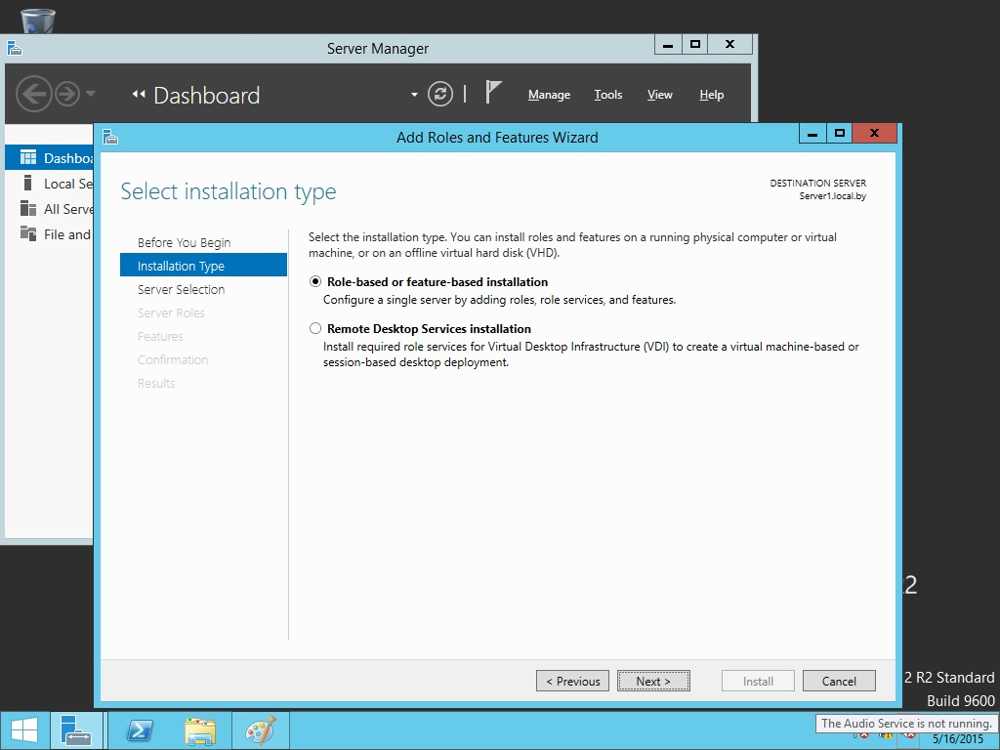 Server Manager
Dashboard
Manage
Tools
View
Help
Dashboa
Local Se
All Serve
File and
Add Roles and Features Wizard
Select installation type
DESTINATION SERVER
Server1.local.by
Before You Begin
Installation Type
Server Selection
Server Roles
Features
Confirmation
Results
Select the installation type. You can install roles and features on a running physical computer or virtual
machine, or on an offline virtual hard disk (VHD).
Role-based or feature-based installation
Configure a single server by adding roles, role services, and features.
Remote Desktop Services installation
Install required role services for Virtual Desktop Infrastructure (VDI) to create a virtual machine-based or
session-based desktop deployment.
< Previous
Next >
Install
Cancel
2
2 R2 Standard
Build 9600
The Audio Service is not running.
5/16/2015